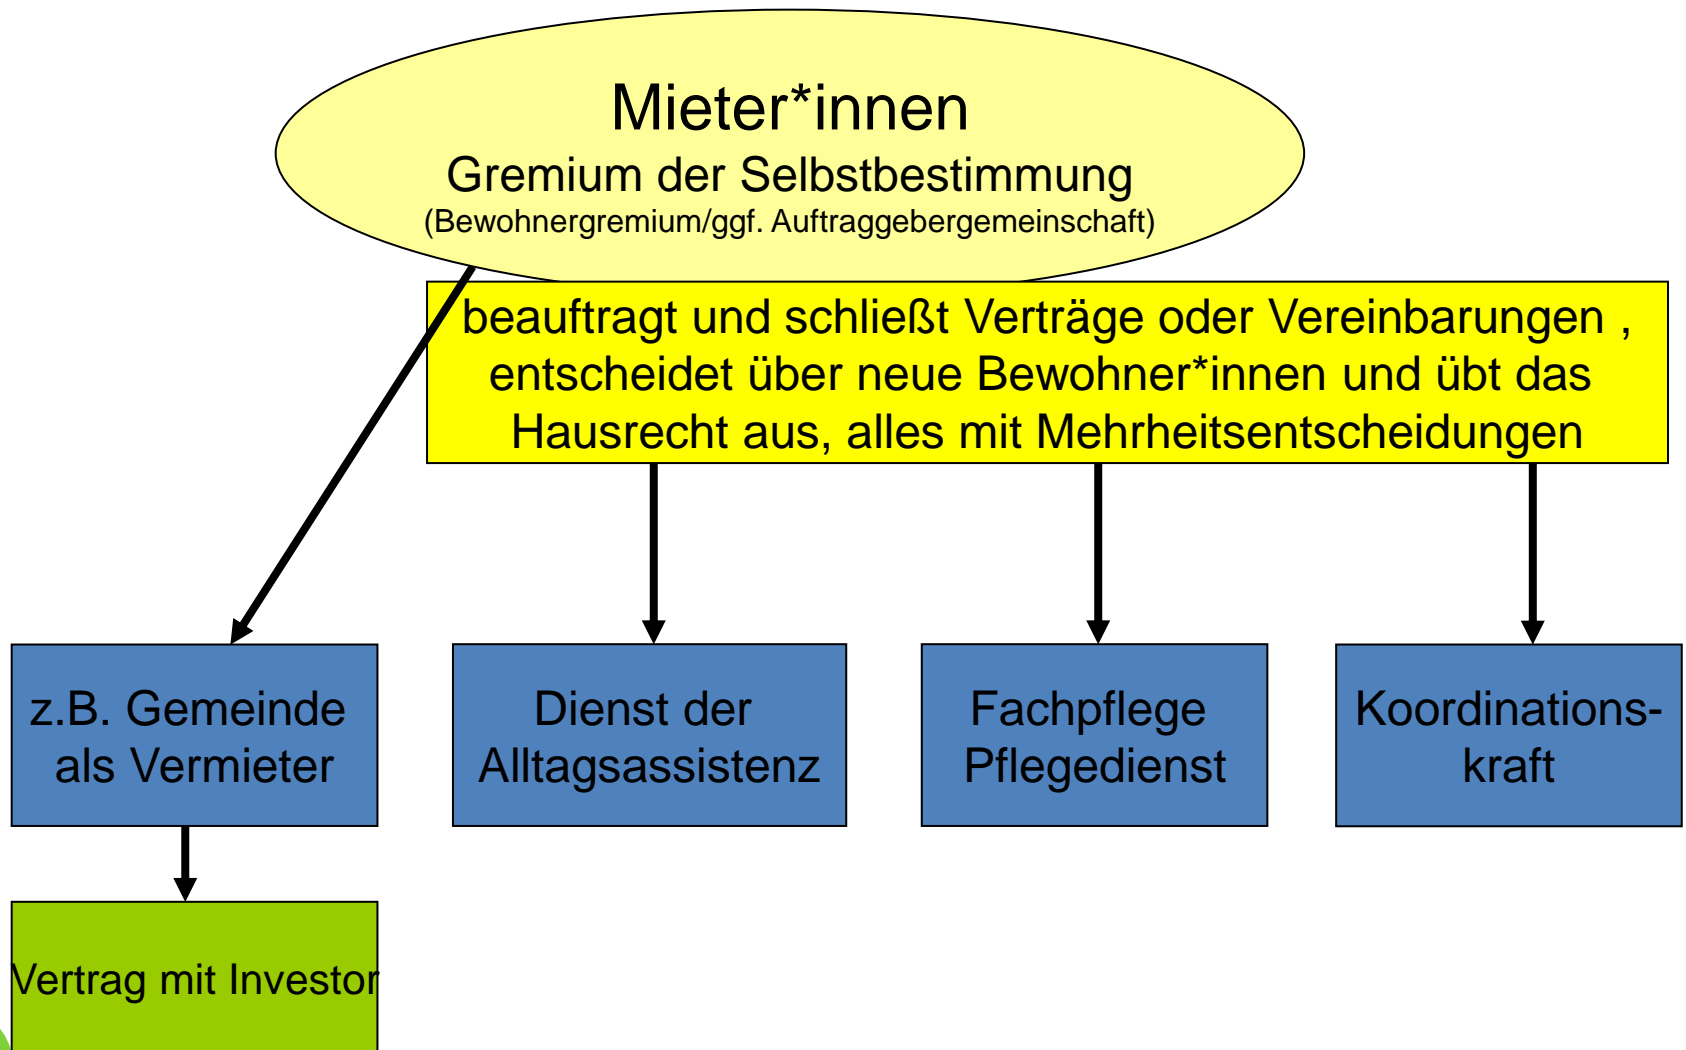 Mieter*innen
Gremium der Selbstbestimmung
(Bewohnergremium/ggf. Auftraggebergemeinschaft)
beauftragt und schließt Verträge oder Vereinbarungen ,
entscheidet über neue Bewohner*innen und übt das
Hausrecht aus, alles mit Mehrheitsentscheidungen
z.B. Gemeinde
als Vermieter
Dienst der
Alltagsassistenz
Fachpflege
Pflegedienst
Koordinations-
kraft
Vertrag mit Investor